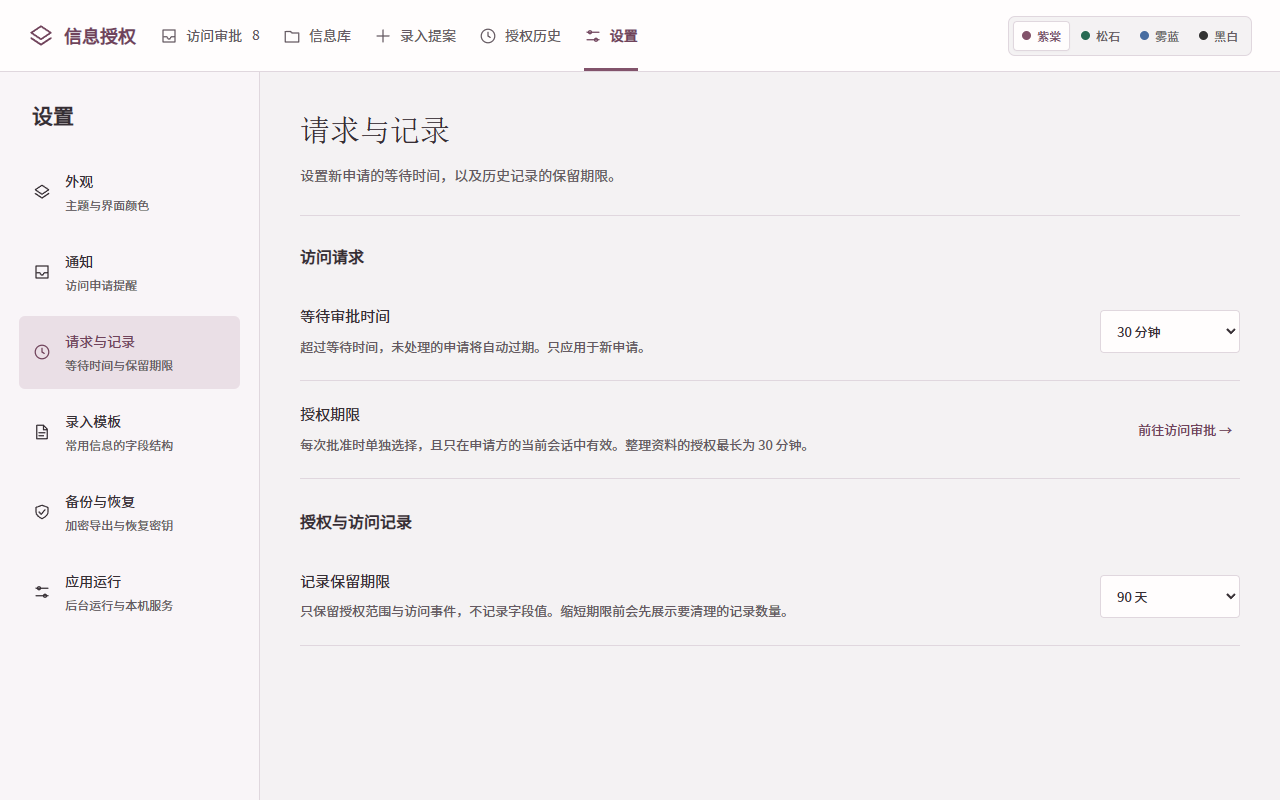 信息授权
访问审批 8
信息库
录入提案
授权历史
设置
紫棠
松石
雾蓝
黑白
设置
外观
主题与界面颜色
通知
访问申请提醒
请求与记录
等待时间与保留期限
录入模板
常用信息的字段结构
备份与恢复
加密导出与恢复密钥
应用运行
后台运行与本机服务
请求与记录
设置新申请的等待时间，以及历史记录的保留期限。
访问请求
等待审批时间
超过等待时间，未处理的申请将自动过期。只应用于新申请。
30 分钟
授权期限
每次批准时单独选择，且只在申请方的当前会话中有效。整理资料的授权最长为 30 分钟。
前往访问审批 →
授权与访问记录
记录保留期限
只保留授权范围与访问事件，不记录字段值。缩短期限前会先展示要清理的记录数量。
90 天